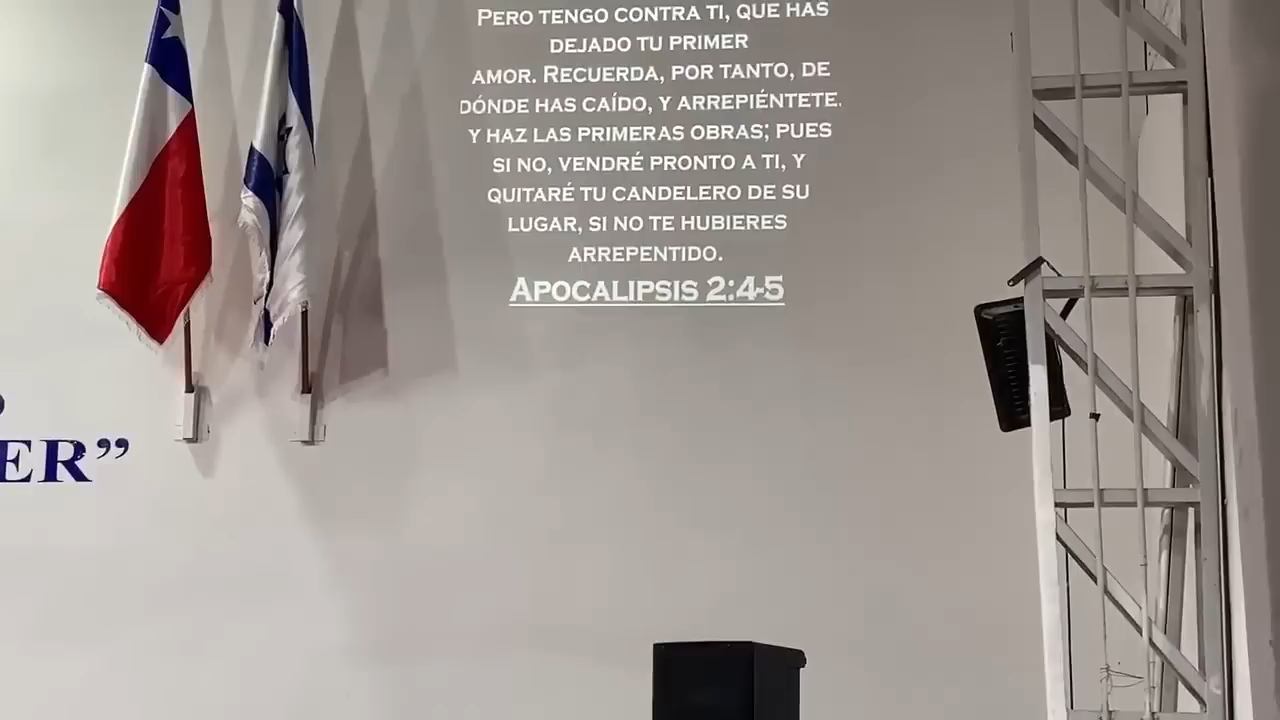 Pero tengo contra ti, que has
dejado tu primer
amor. Recuerda, por tanto, de
dónde has caído, y arrepiéntete.
Y haz las primeras obras; pues
si no, vendré pronto a ti, y
quitaré tu candelero de su
lugar, si no te hubieres
arrepentido.
Apocalipsis 2:4-5
ER”